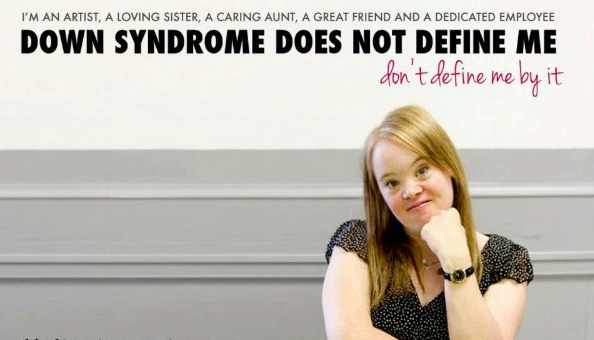 I'M AN ARTIST, A LOVING SISTER, A CARING AUNT, A GREAT FRIEND AND A DEDICATED EMPLOYEE
DOWN SYNDROME DOES NOT DEFINE ME
don't define me by it